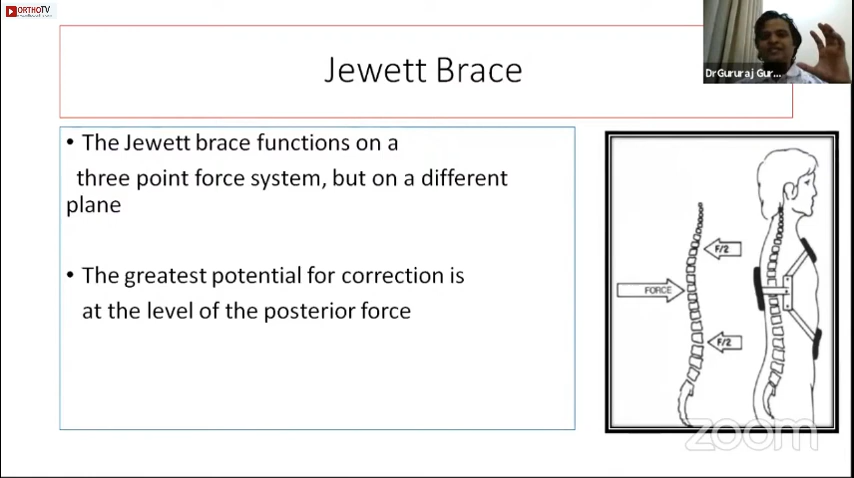 ORTHOTV
Jewett Brace
Dr Gururaj Gur...
• The Jewett brace functions on a
three point force system, but on a different
plane
• The greatest potential for correction is
at the level of the posterior force
F/2
FORCE
F/2
zoom